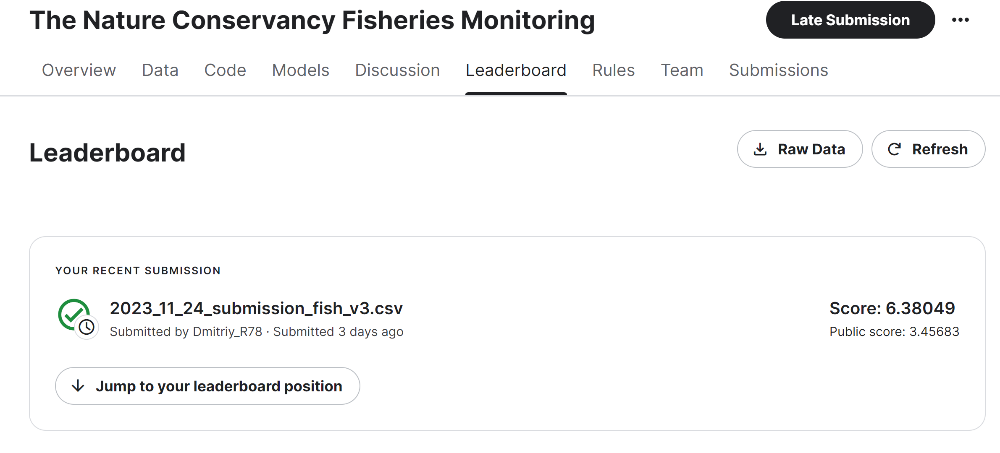 The Nature Conservancy Fisheries Monitoring
Late Submission
Overview Data Code Models Discussion Leaderboard Rules Team Submissions
Leaderboard
Raw Data
Refresh
YOUR RECENT SUBMISSION
2023_11_24_submission_fish_v3.csv
Score: 6.38049
Submitted by Dmitriy_R78 · Submitted 3 days ago
Public score: 3.45683
Jump to your leaderboard position